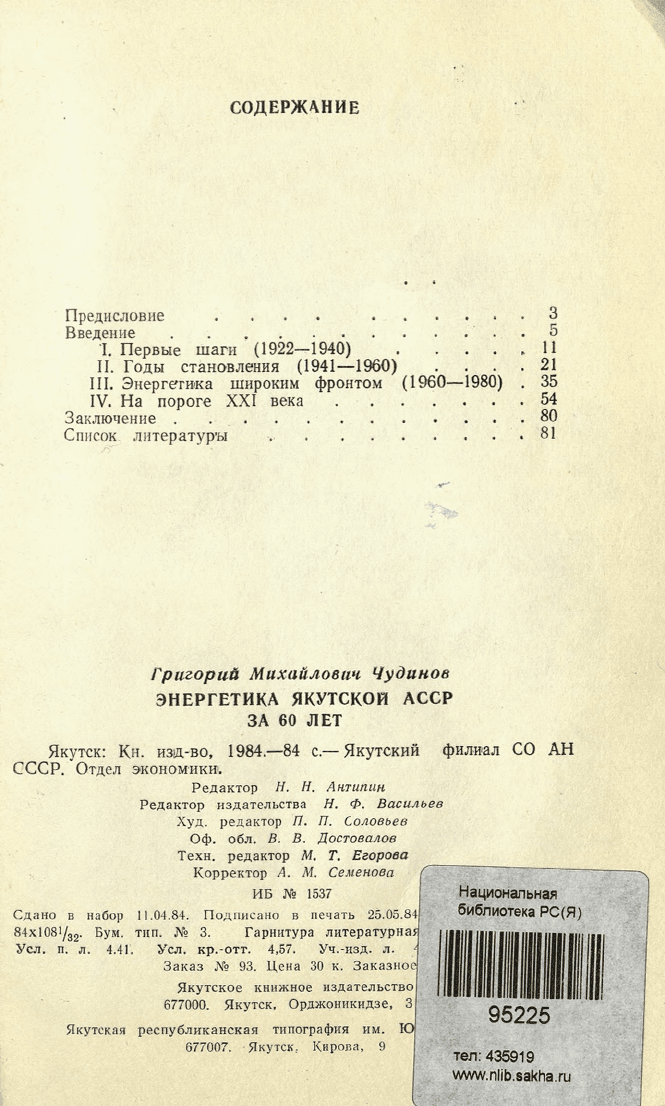 СОДЕРЖАНИЕ
Предисловие . . . . . . . . . . 3
Введение . . . . . . . . . . . 5
I. Первые шаги (1922—1940) . . . . . 11
II. Годы становления (1941—1960) . . . . 21
III. Энергетика широким фронтом (1960—1980) . 35
IV. На пороге XXI века . . . . . . . 54
Заключение . . . . . . . . . . . 80
Список литературы . . . . . . . . 81
Григорий Михайлович Чудинов
ЭНЕРГЕТИКА ЯКУТСКОЙ АССР
ЗА 60 ЛЕТ
Якутск: Кн. изд-во, 1984.—84 с.— Якутский филиал СО АН
СССР. Отдел экономики.
Редактор Н. Н. Антипин
Редактор издательства Н. Ф. Васильев
Худ. редактор П. П. Соловьев
Оф. обл. В. В. Достовалов
Техн. редактор М. Т. Егорова
Корректор А. М. Семенова
ИБ № 1537
Сдано в набор 11.04.84. Подписано в печать 25.05.84
84х108 1/32. Бум. тип. № 3. Гарнитура литературная
Усл. п. л. 4.41. Усл. кр.-отт. 4,57. Уч.-изд. л.
Заказ № 93. Цена 30 к. Заказное
Якутское книжное издательство
677000. Якутск, Орджоникидзе, 3
Якутская республиканская типография им. Ю
677007. Якутск, Кирова, 9
Национальная
библиотека РС(Я)
95225
тел: 435919
www.nlib.sakha.ru